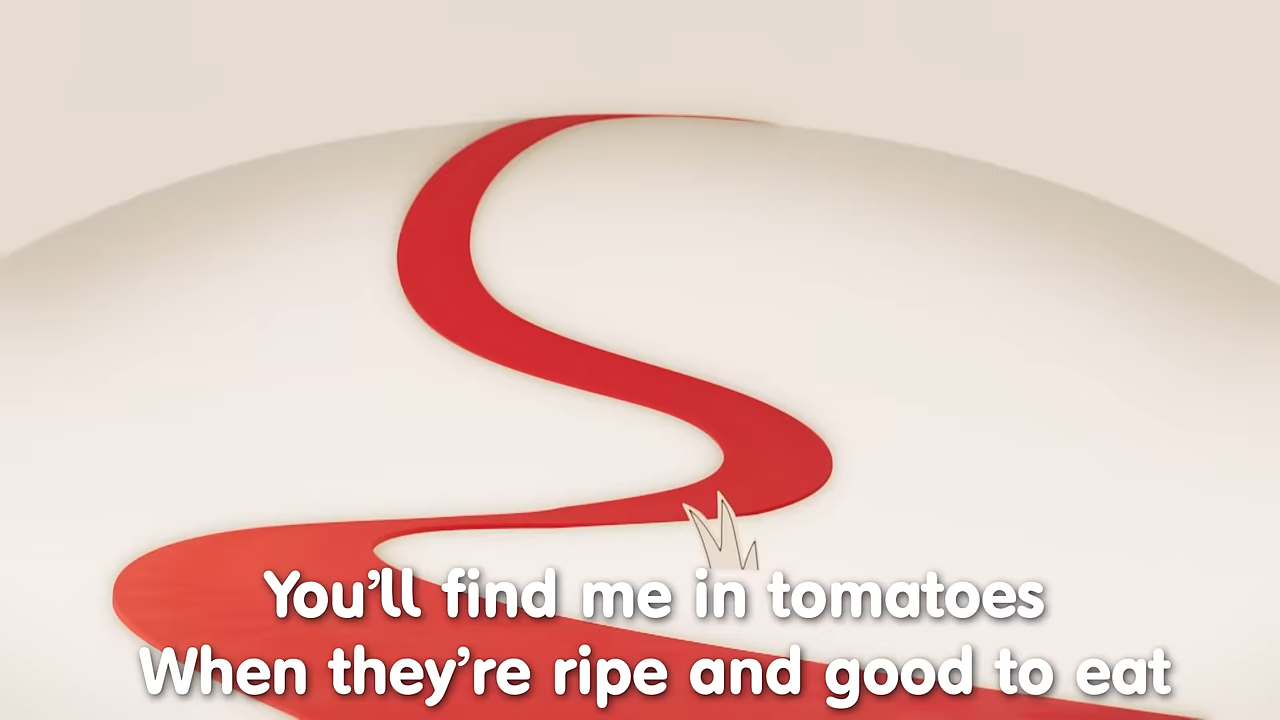 You’ll find me in tomatoes
When they’re ripe and good to eat